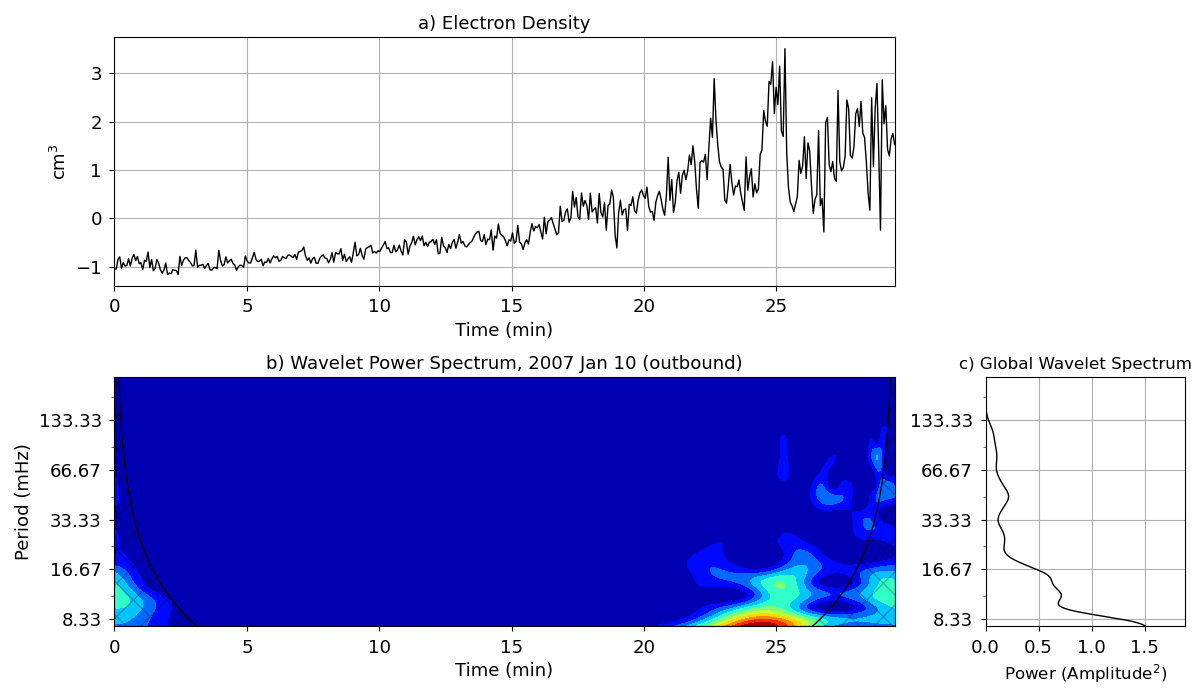 a) Electron Density
cm³
3
2
1
0
−1
0 5 10 15 20 25
Time (min)
b) Wavelet Power Spectrum, 2007 Jan 10 (outbound)
Period (mHz)
133.33
66.67
33.33
16.67
8.33
0 5 10 15 20 25
Time (min)
c) Global Wavelet Spectrum
133.33
66.67
33.33
16.67
8.33
0.0 0.5 1.0 1.5
Power (Amplitude²)